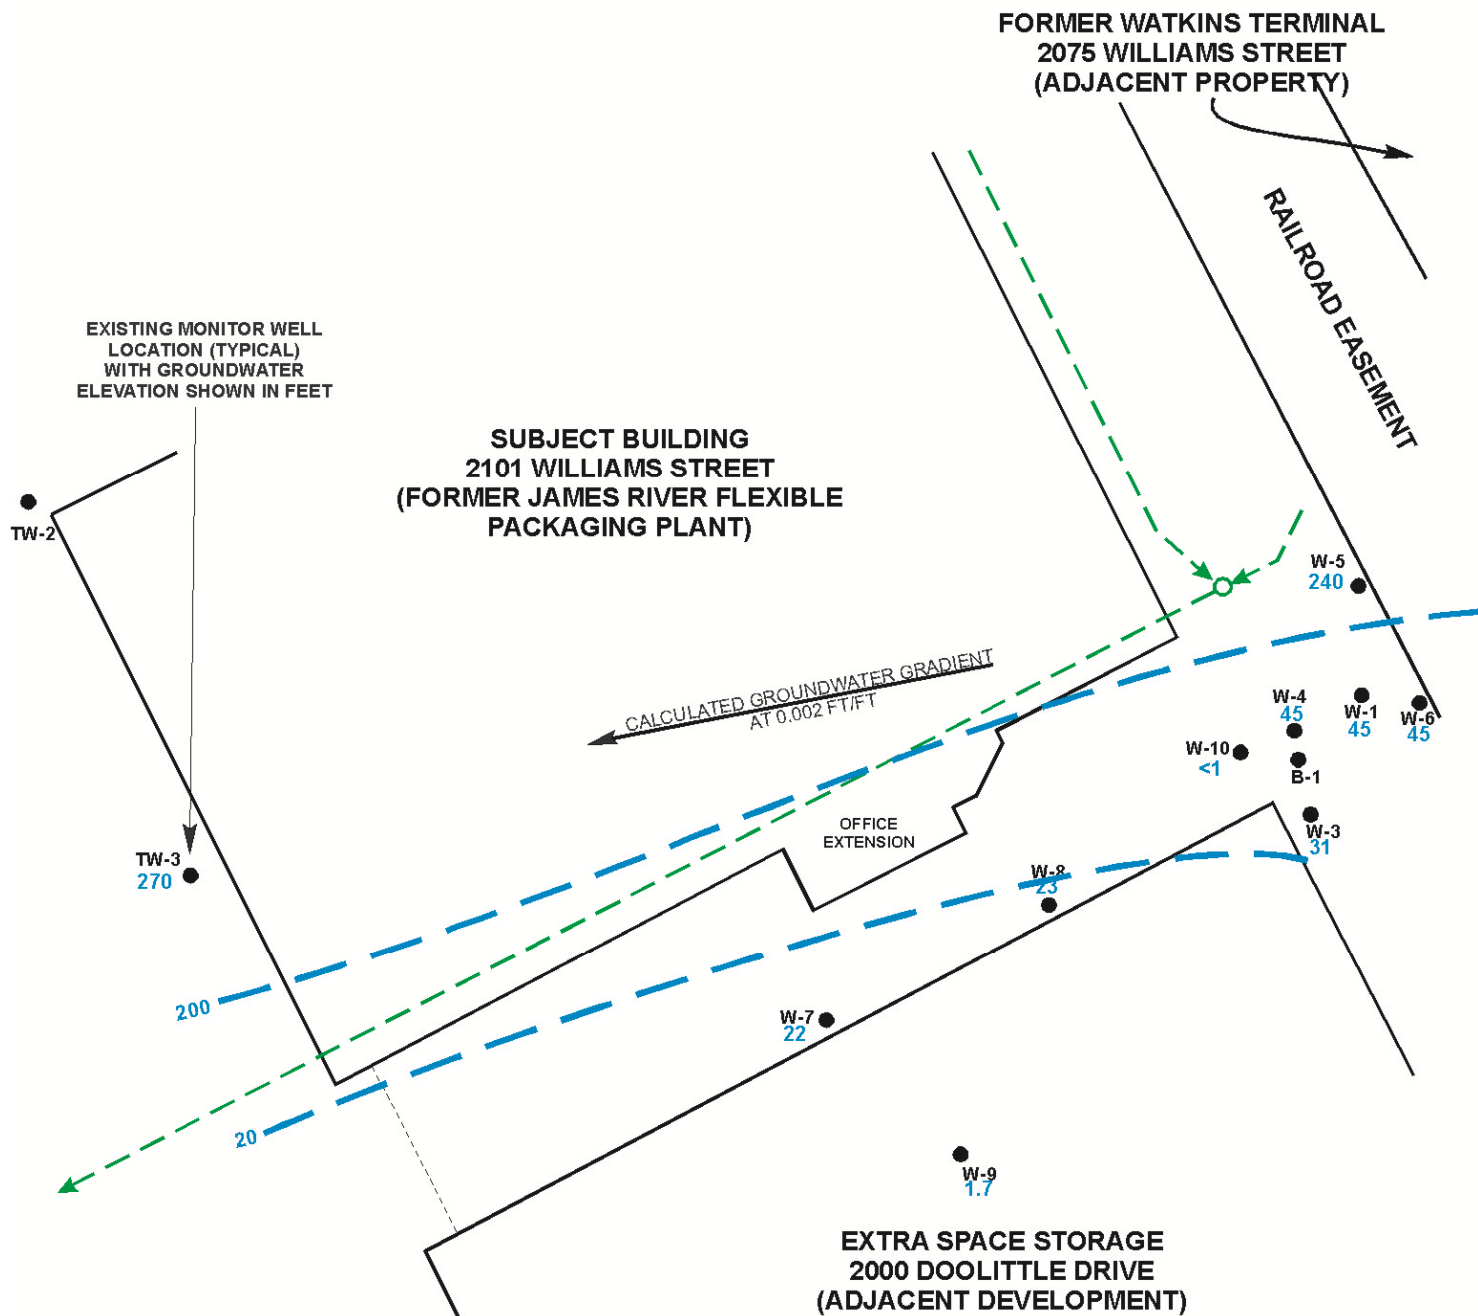 FORMER WATKINS TERMINAL
2075 WILLIAMS STREET
(ADJACENT PROPERTY)
RAILROAD EASEMENT
EXISTING MONITOR WELL
LOCATION (TYPICAL)
WITH GROUNDWATER
ELEVATION SHOWN IN FEET
SUBJECT BUILDING
2101 WILLIAMS STREET
(FORMER JAMES RIVER FLEXIBLE
PACKAGING PLANT)
TW-2
W-5
240
CALCULATED GROUNDWATER GRADIENT
AT 0.002 FT/FT
W-4
45
W-1
45
W-6
45
W-10
<1
B-1
OFFICE
EXTENSION
W-3
31
TW-3
270
W-8
23
200
W-7
22
20
W-9
1.7
EXTRA SPACE STORAGE
2000 DOOLITTLE DRIVE
(ADJACENT DEVELOPMENT)